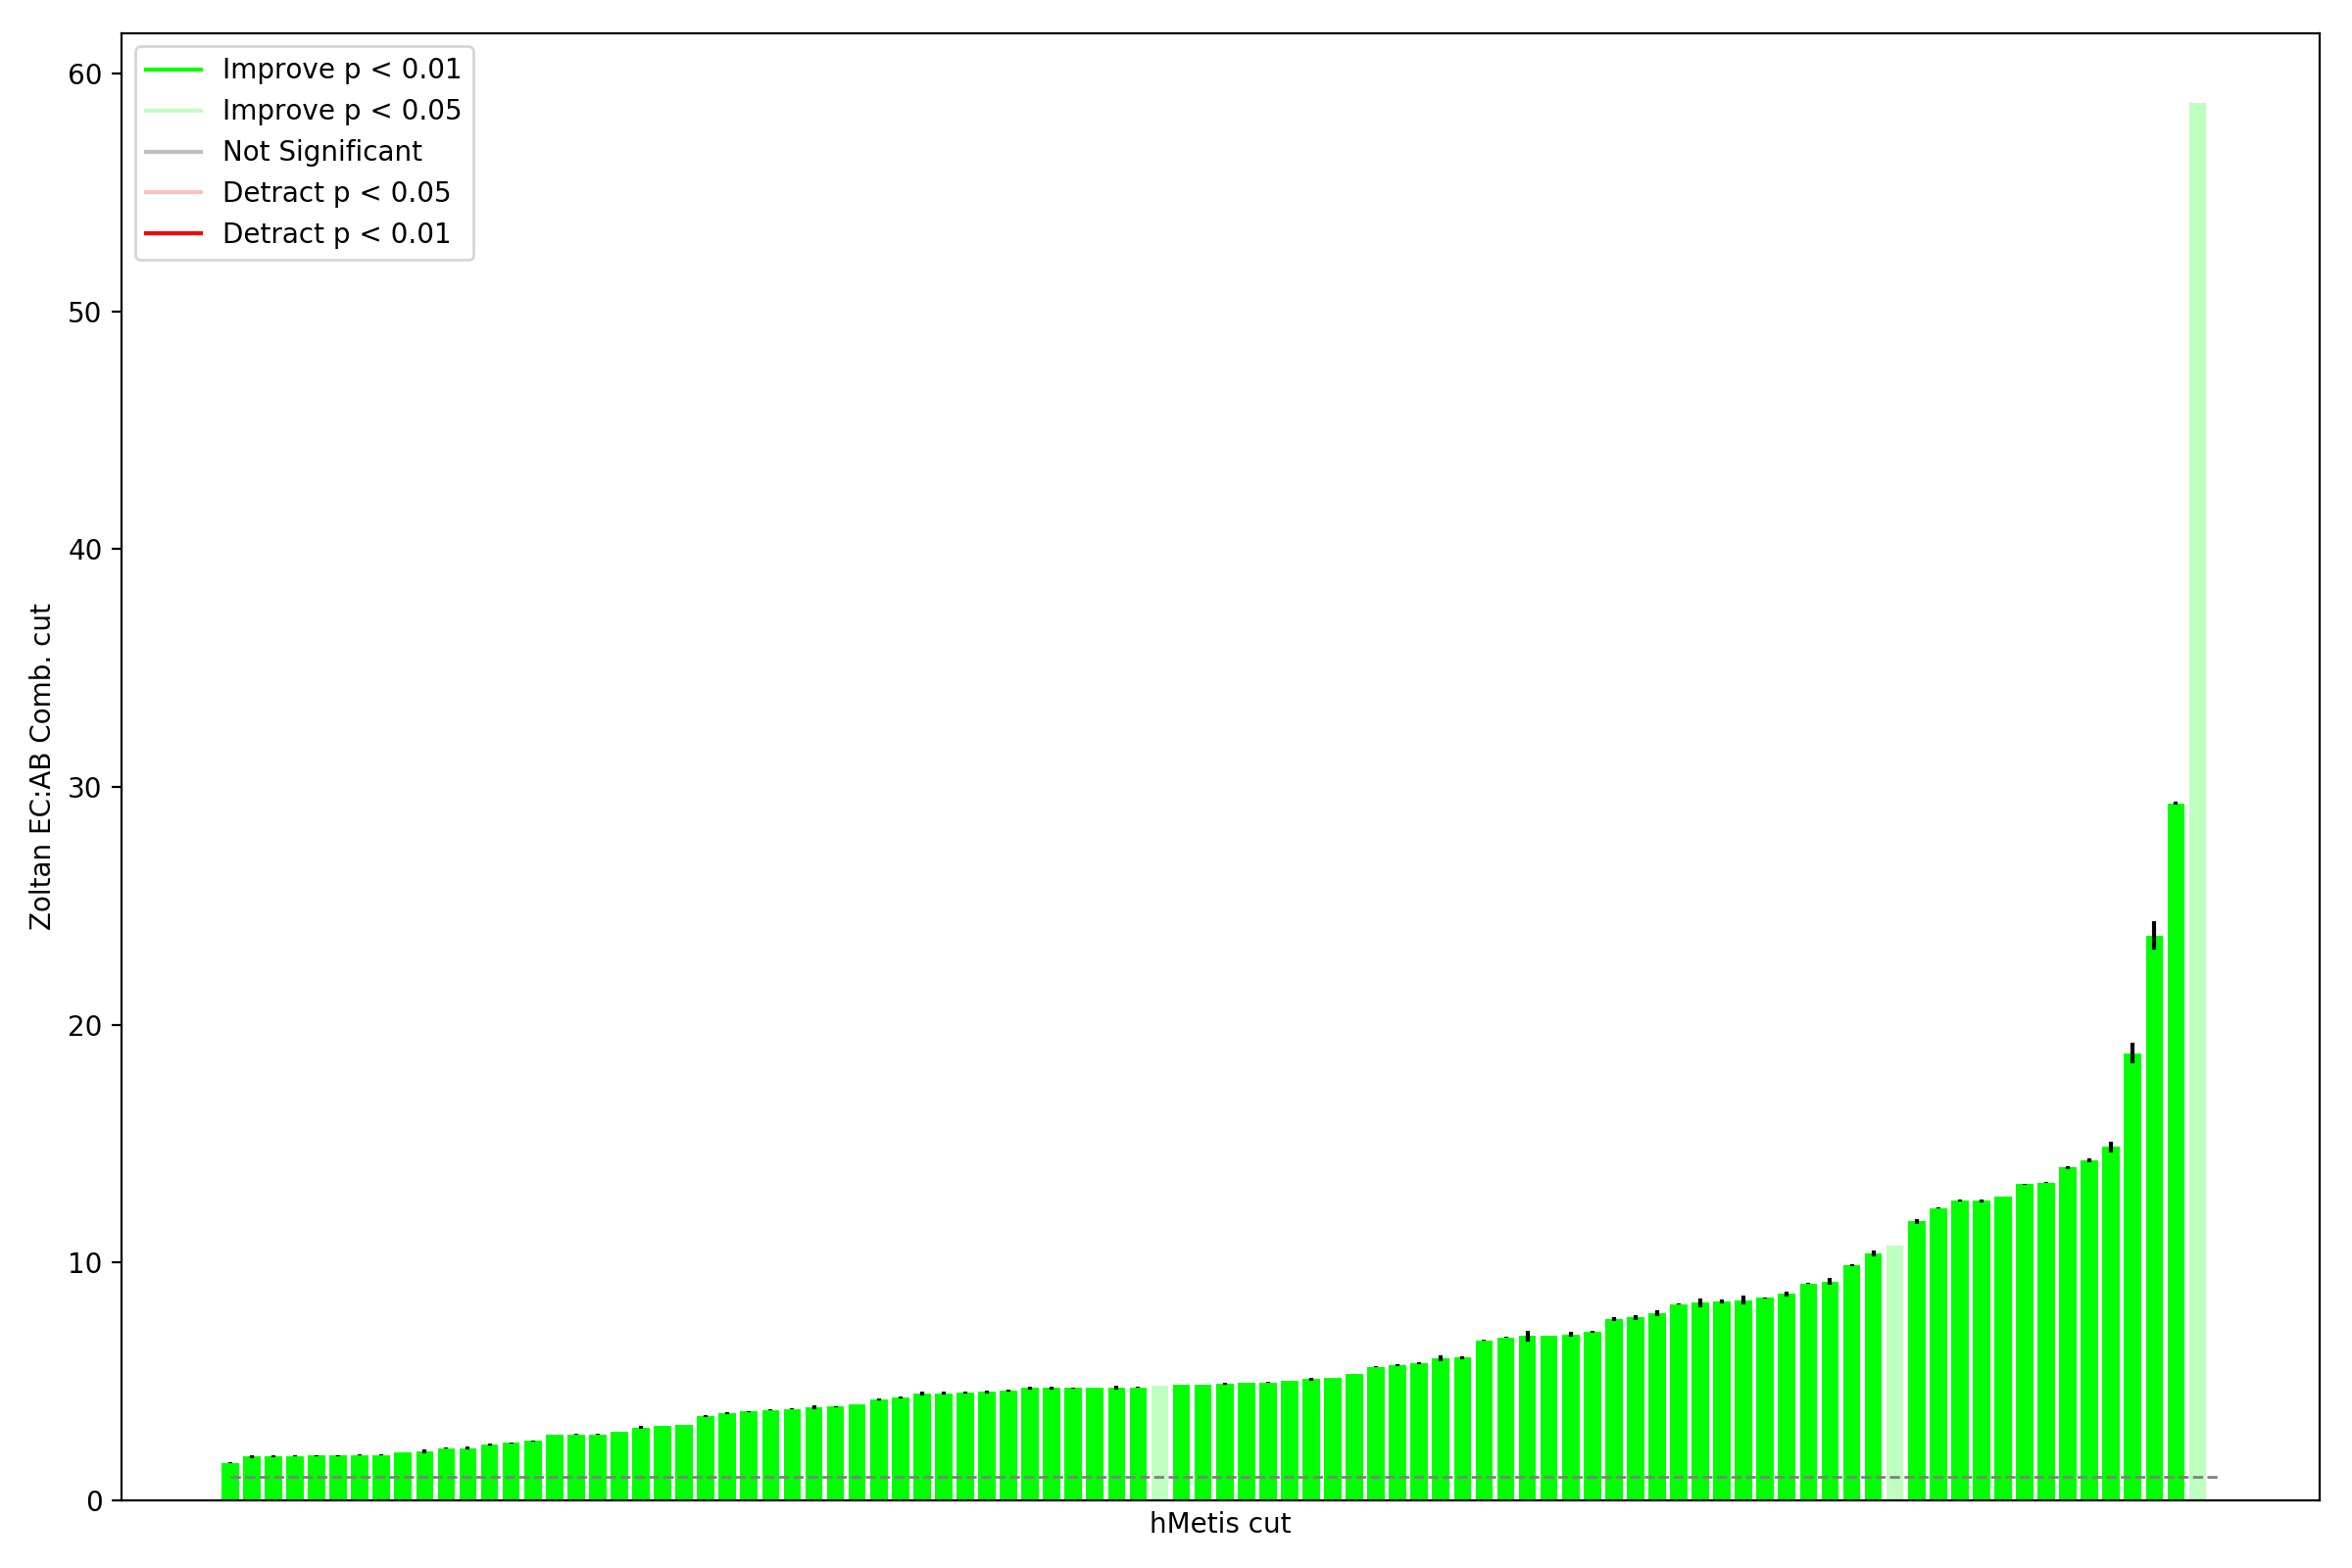 Improve p < 0.01
Improve p < 0.05
Not Significant
Detract p < 0.05
Detract p < 0.01
60
50
40
30
20
10
0
Zoltan EC:AB Comb. cut
hMetis cut